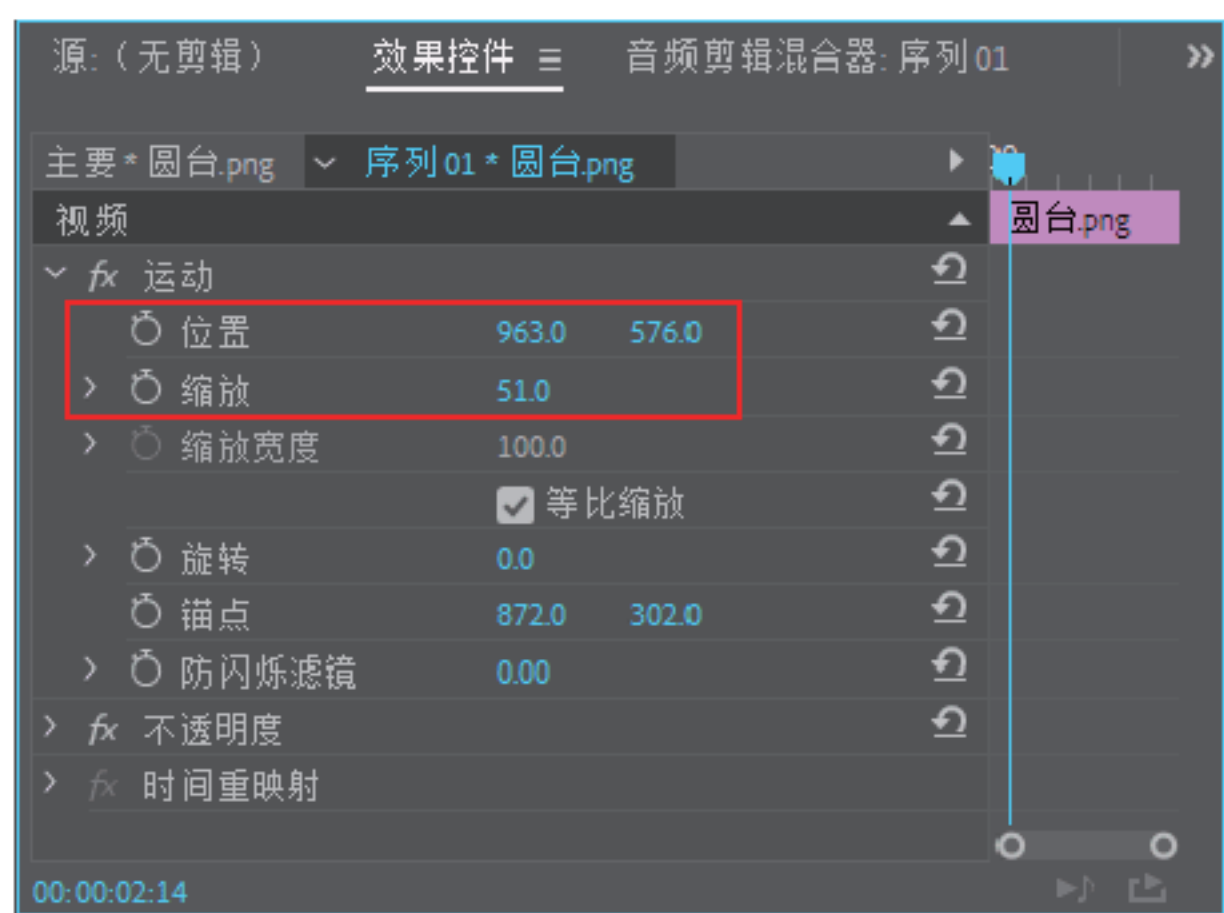 源:（无剪辑） 效果控件 ≡ 音频剪辑混合器: 序列 01 »
主要 * 圆台.png 序列 01 * 圆台.png
视频 圆台.png
fx 运动
位置 963.0 576.0
缩放 51.0
缩放宽度 100.0
等比缩放
旋转 0.0
锚点 872.0 302.0
防闪烁滤镜 0.00
fx 不透明度
fx 时间重映射
00:00:02:14